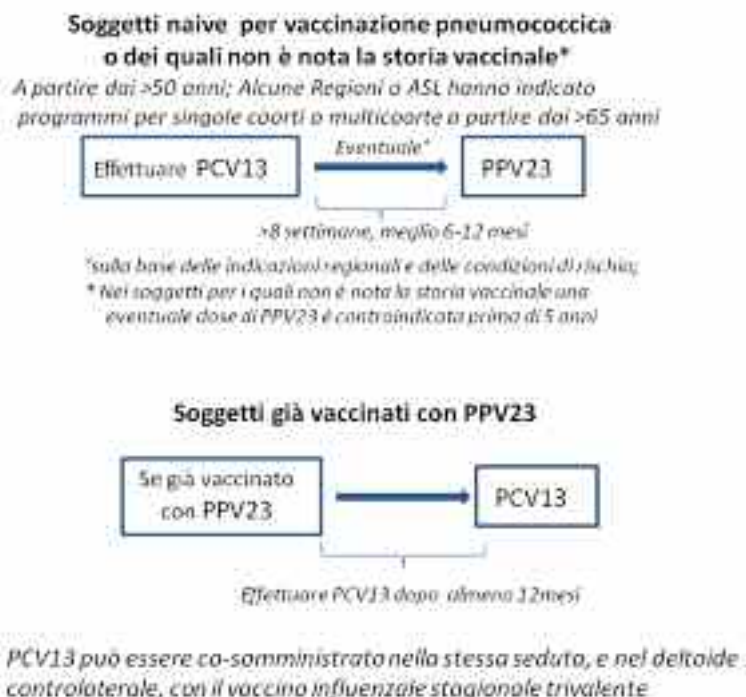 Soggetti naive per vaccinazione pneumococcica
o dei quali non è nota la storia vaccinale*
A partire dai >50 anni; Alcune Regioni o ASL hanno indicato
programmi per singole coorti o multicoorte a partire dai >65 anni
Effettuare PCV13
Eventuale°
PPV23
>8 settimane, meglio 6-12 mesi
°sulla base delle indicazioni regionali e delle condizioni di rischio;
* Nei soggetti per i quali non è nota la storia vaccinale una
eventuale dose di PPV23 è controindicata prima di 5 anni
Soggetti già vaccinati con PPV23
Se già vaccinato
con PPV23
PCV13
Effettuare PCV13 dopo almeno 12mesi
PCV13 può essere co-somministrato nella stessa seduta, e nel deltoide
controlaterale, con il vaccino influenzale stagionale trivalente